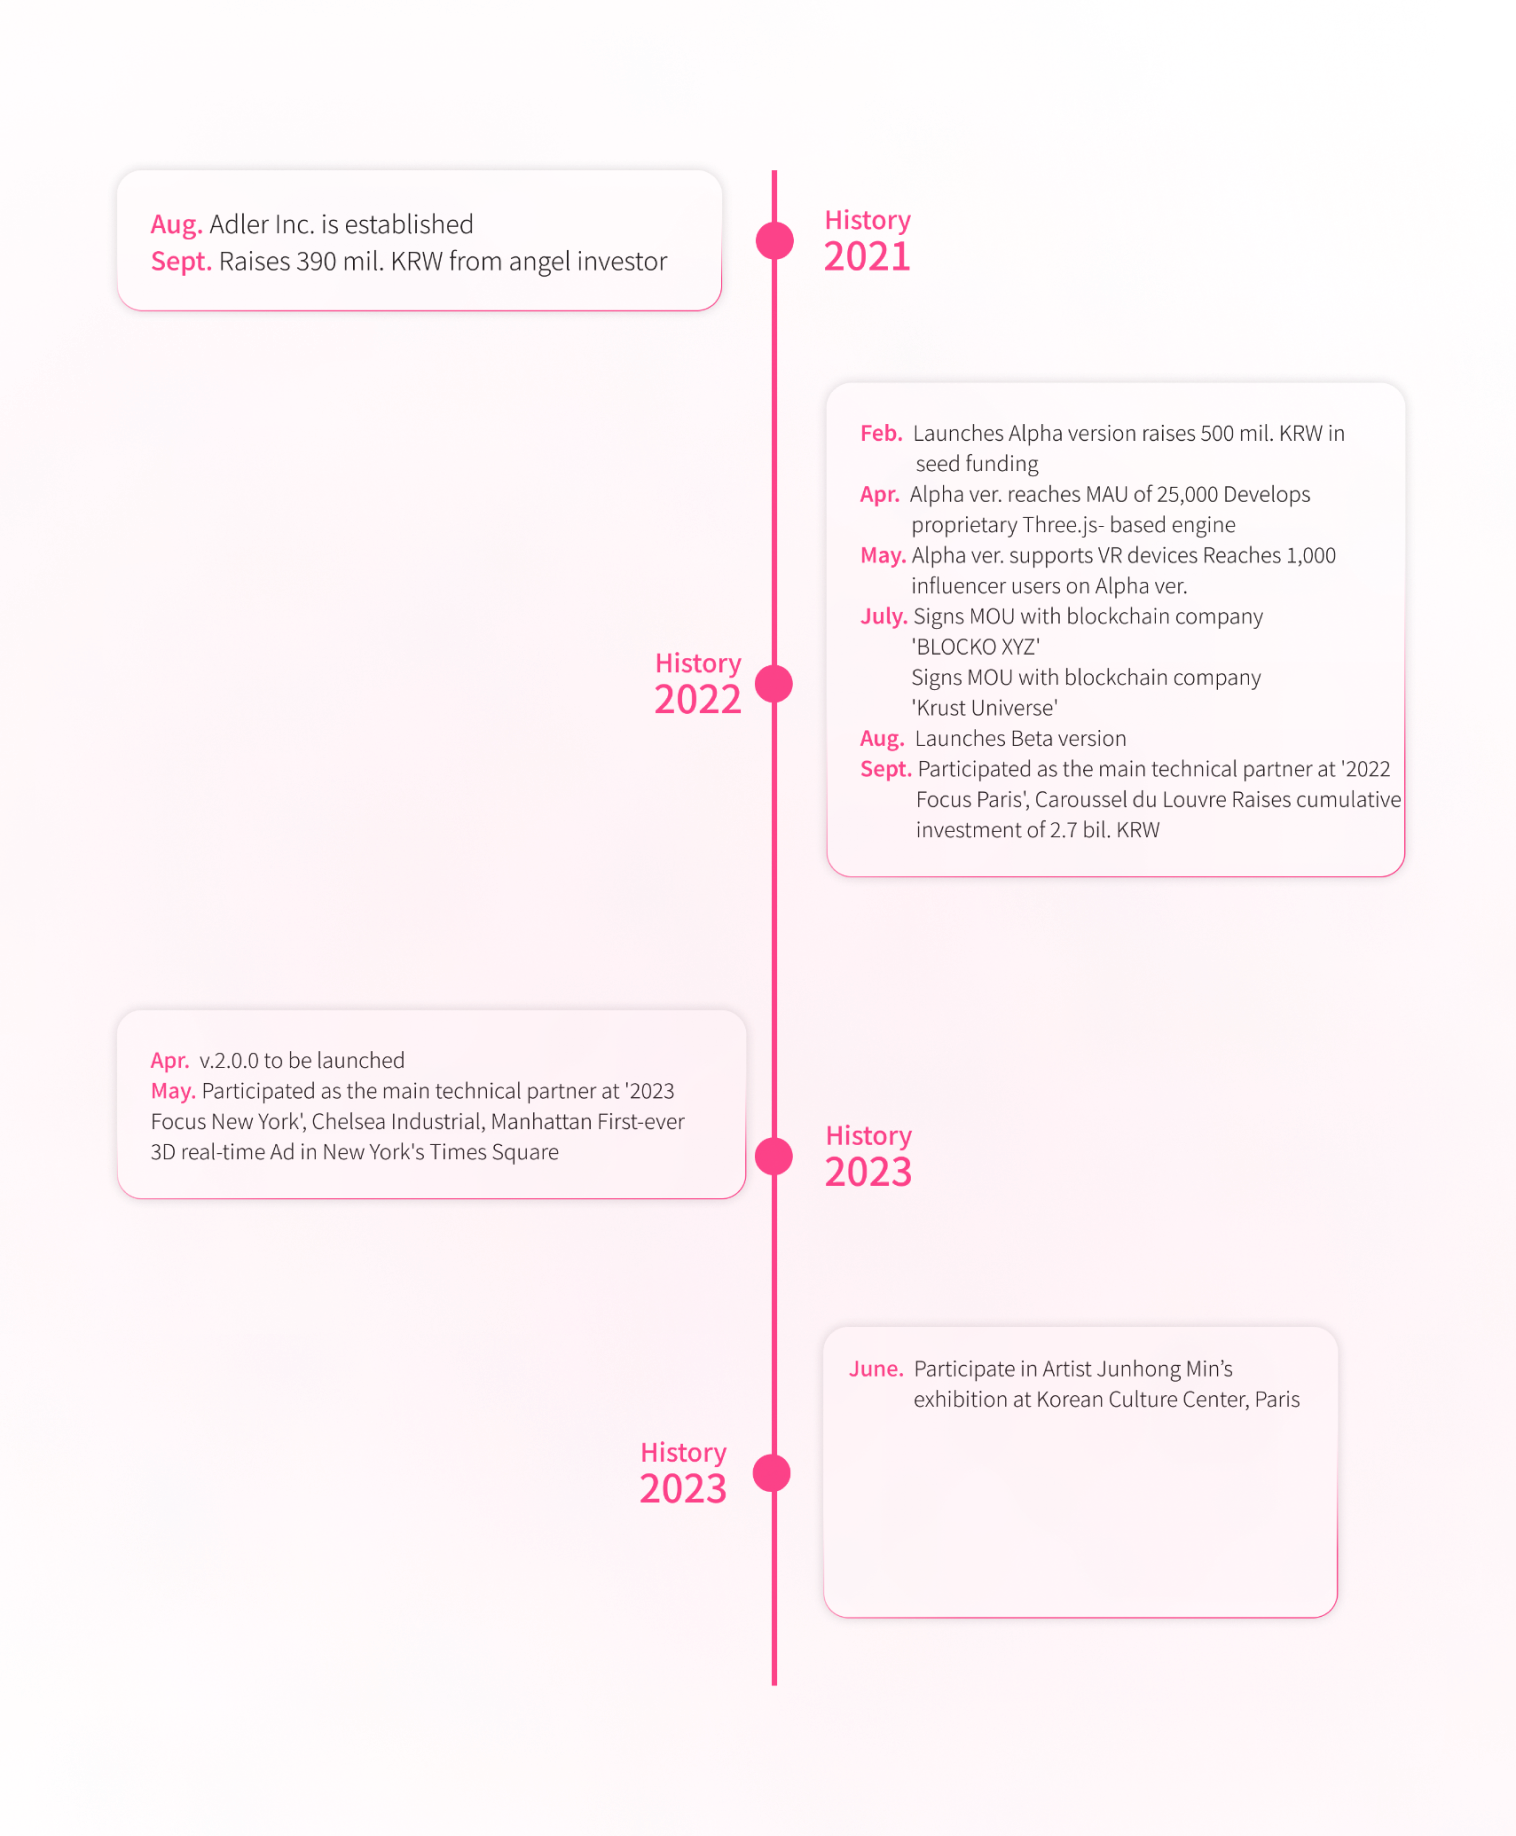 Aug. Adler Inc. is established
Sept. Raises 390 mil. KRW from angel investor
History
2021
Feb. Launches Alpha version raises 500 mil. KRW in
seed funding
Apr. Alpha ver. reaches MAU of 25,000 Develops
proprietary Three.js- based engine
May. Alpha ver. supports VR devices Reaches 1,000
influencer users on Alpha ver.
July. Signs MOU with blockchain company
'BLOCKO XYZ'
Signs MOU with blockchain company
'Krust Universe'
Aug. Launches Beta version
Sept. Participated as the main technical partner at '2022
Focus Paris', Caroussel du Louvre Raises cumulative
investment of 2.7 bil. KRW
History
2022
Apr. v.2.0.0 to be launched
May. Participated as the main technical partner at '2023
Focus New York', Chelsea Industrial, Manhattan First-ever
3D real-time Ad in New York's Times Square
History
2023
June. Participate in Artist Junhong Min’s
exhibition at Korean Culture Center, Paris
History
2023